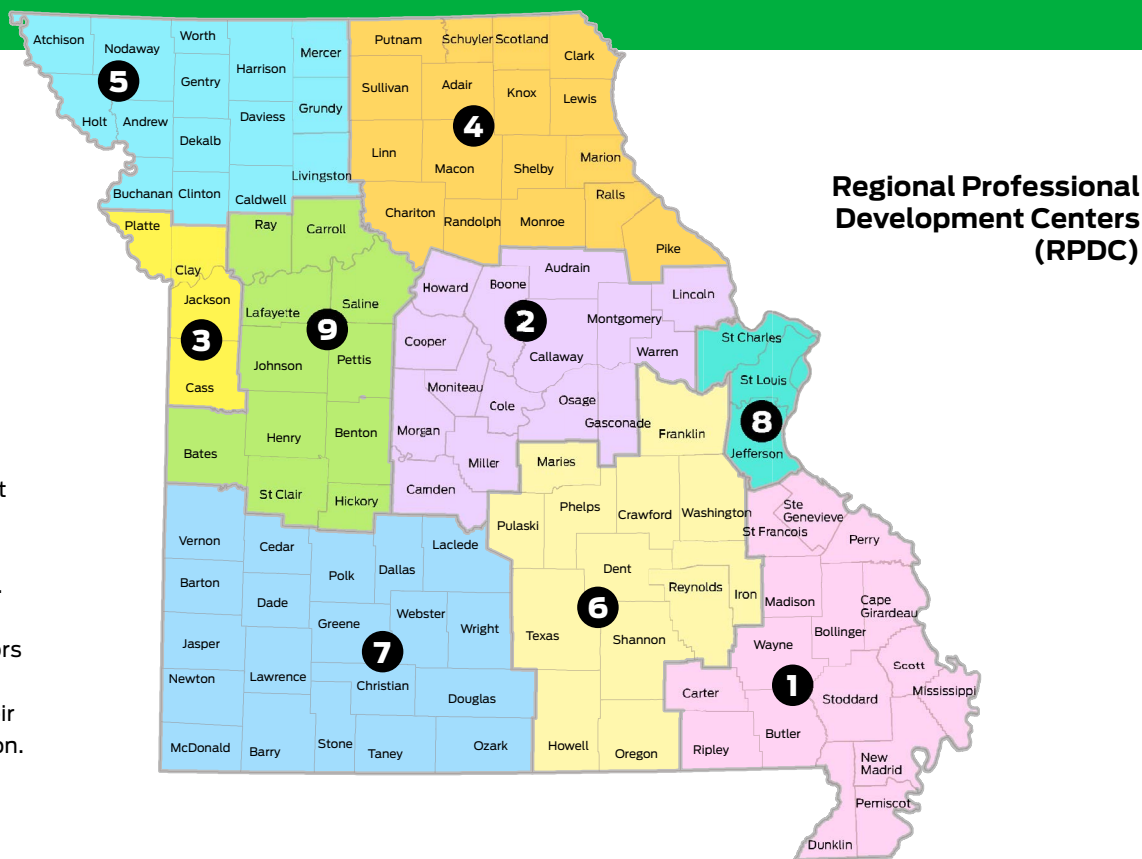 Atchison
Nodaway
Worth
Harrison
Mercer
5
Gentry
Grundy
Holt
Andrew
Daviess
Dekalb
Livingston
Buchanan
Clinton
Caldwell
Putnam
Schuyler
Scotland
Clark
Sullivan
Adair
Knox
Lewis
4
Linn
Macon
Shelby
Marion
Ralls
Chariton
Randolph
Monroe
Pike
Regional Professional
Development Centers
(RPDC)
Platte
Clay
Jackson
3
Cass
Ray
Carroll
Lafayette
Saline
9
Johnson
Pettis
Bates
Henry
Benton
St Clair
Hickory
Howard
Boone
Audrain
Lincoln
2
Montgomery
Cooper
Callaway
Warren
Moniteau
Cole
Osage
Gasconade
Morgan
Miller
Camden
St Charles
St Louis
8
Jefferson
Franklin
Maries
Phelps
Crawford
Washington
Pulaski
Dent
Reynolds
Iron
6
Texas
Shannon
Howell
Oregon
Vernon
Cedar
Laclede
Barton
Polk
Dallas
Dade
Greene
Webster
Wright
Jasper
7
Newton
Lawrence
Christian
Douglas
McDonald
Barry
Stone
Taney
Ozark
Ste
Genevieve
St Francois
Perry
Madison
Cape
Girardeau
Bollinger
Wayne
Scott
1
Mississippi
Carter
Stoddard
Butler
Ripley
New
Madrid
Pemiscot
Dunklin
t
.
rs
ir
on.